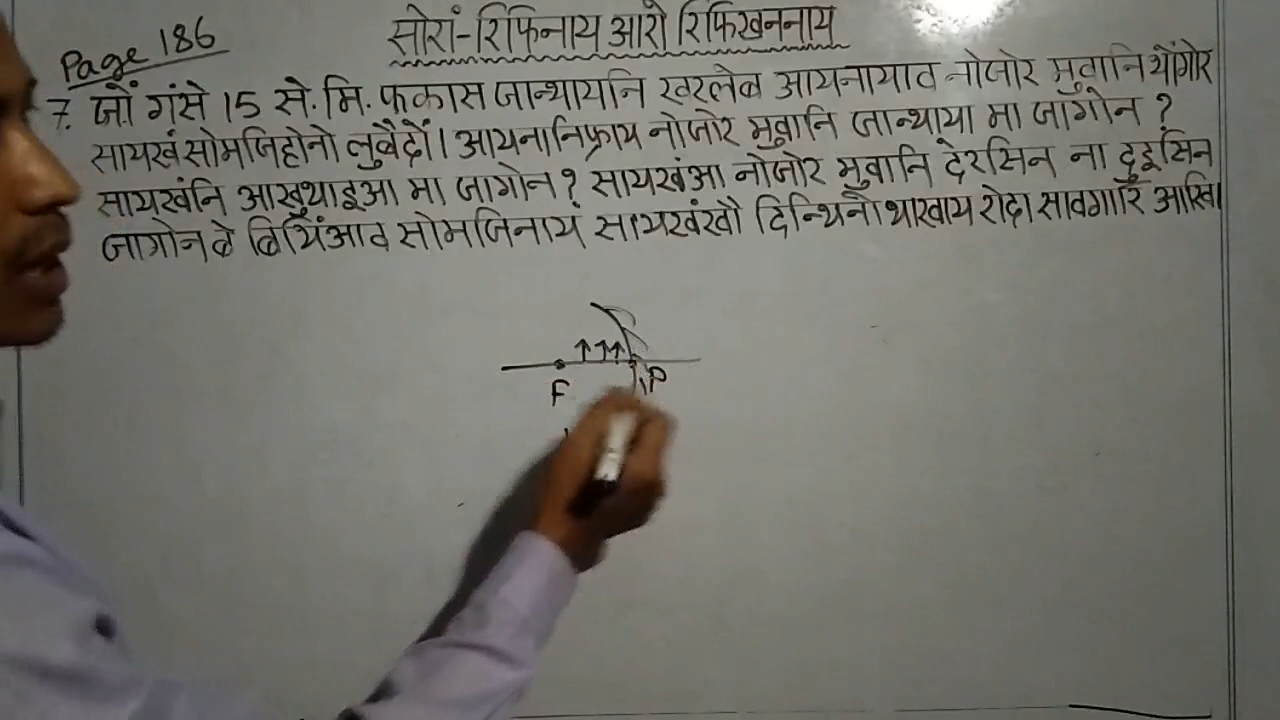 सोरां-रिफिनाय आरो रिफिखननाय
Page 186
7. जों गंसे 15 से.मि. फकास जान्थायनि खरलेब आयनायाव नोजोर मुवानि थोंगोर
सायखं सोमजिहोनो लुबैदों। आयनानिफ्राय नोजोर मुवानि जान्थाया मा जागोन ?
सायखंनि आखुथाइआ मा जागोन? सायखंआ नोजोर मुवानि देरसिन ना दुइसिन
जागोन बे बिथिंआव सोमजिनाय सायखंखौ दिन्थिनो थाखाय रोदा सावगारि आखि।
F
P